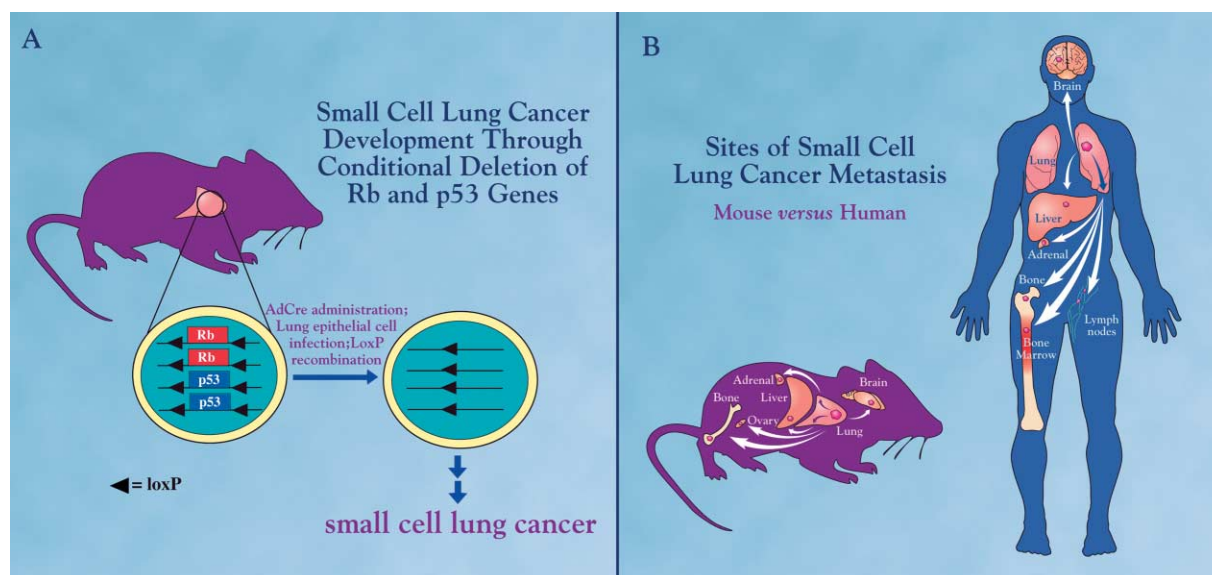 A
Small Cell Lung Cancer
Development Through
Conditional Deletion of
Rb and p53 Genes
AdCre administration;
Lung epithelial cell
infection;LoxP
recombination
Rb
Rb
p53
p53
= loxP
small cell lung cancer
B
Sites of Small Cell
Lung Cancer Metastasis
Mouse versus Human
Brain
Lung
Liver
Adrenal
Bone
Lymph
nodes
Bone
Marrow
Adrenal
Brain
Bone
Liver
Ovary
Lung